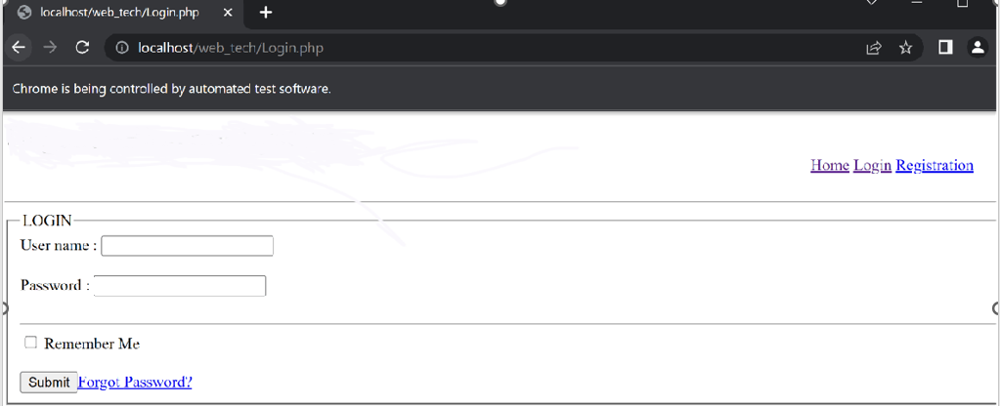 localhost/web_tech/Login.php
localhost/web_tech/Login.php
Chrome is being controlled by automated test software.
Home Login Registration
LOGIN
User name :
Password :
Remember Me
Submit Forgot Password?